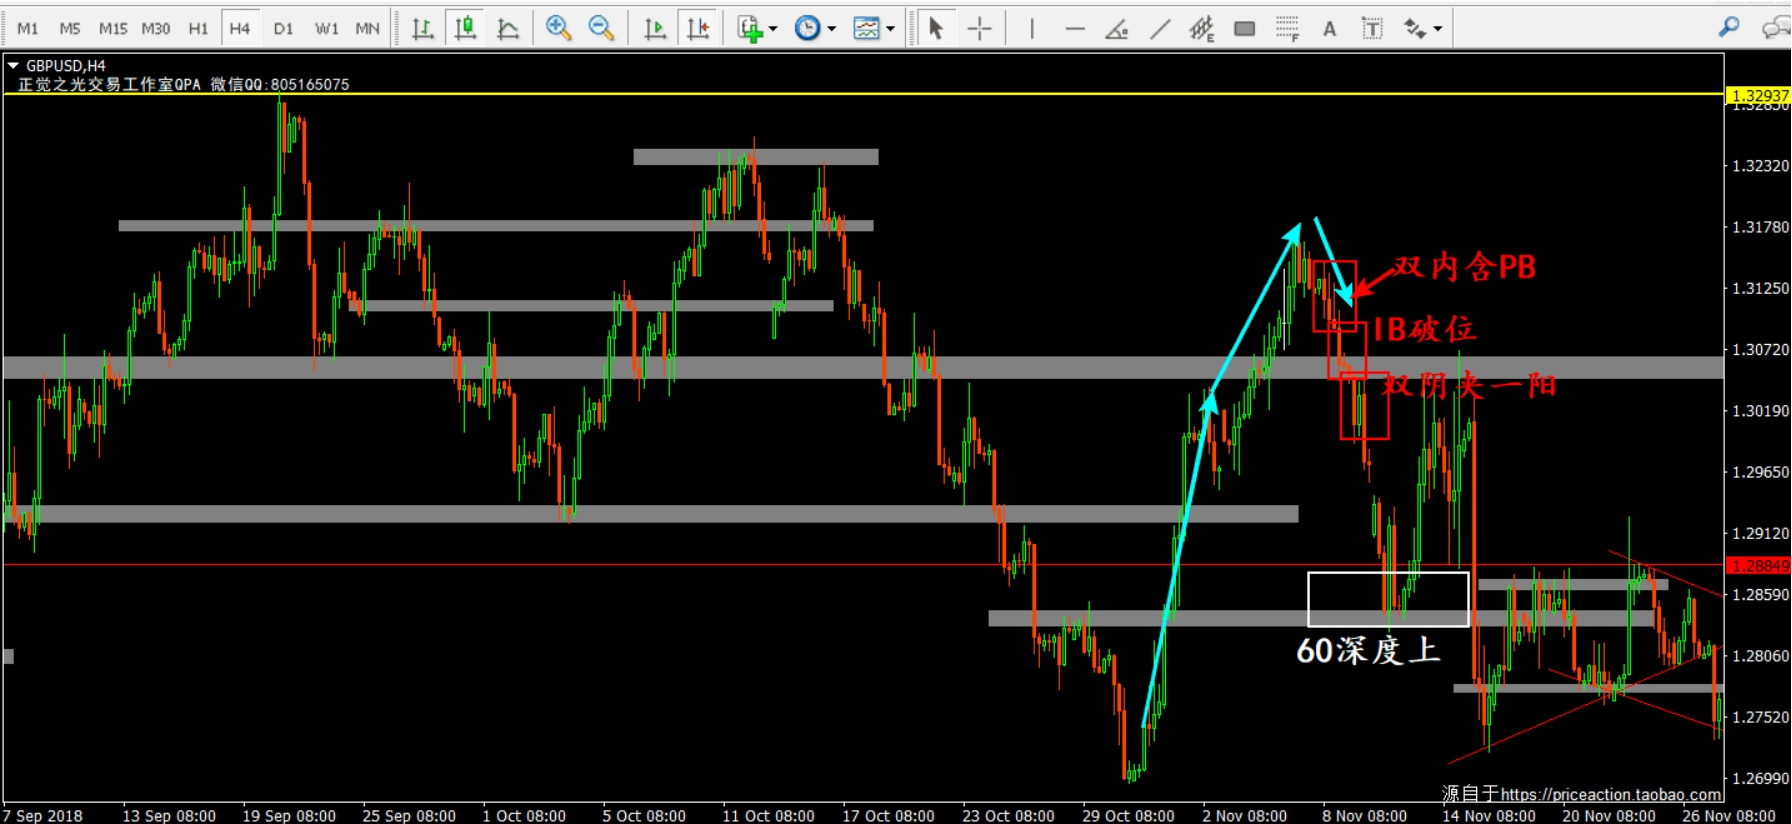 M1 M5 M15 M30 H1 H4 D1 W1 MN
GBPUSD,H4
正觉之光交易工作室QPA 微信QQ:805165075
1.32937
1.32850
1.32320
1.31780
双内含PB
1.31250
IB破位
1.30720
双阴夹一阳
1.30190
1.29650
1.29120
1.28849
1.28590
60深度上
1.28060
1.27520
1.26990
源自于https://priceaction.taobao.com
7 Sep 2018 13 Sep 08:00 19 Sep 08:00 25 Sep 08:00 1 Oct 08:00 5 Oct 08:00 11 Oct 08:00 17 Oct 08:00 23 Oct 08:00 29 Oct 08:00 2 Nov 08:00 8 Nov 08:00 14 Nov 08:00 20 Nov 08:00 26 Nov 08:00